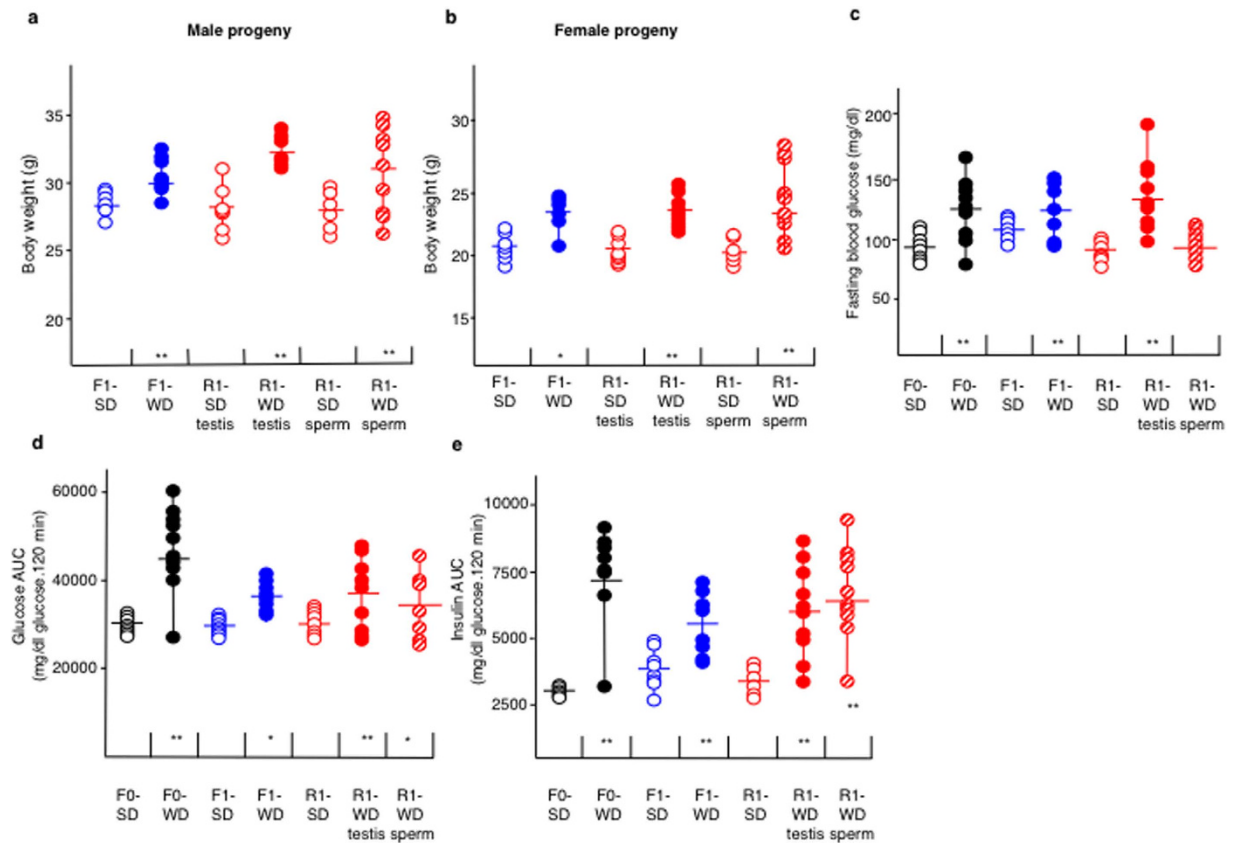 a
Male progeny
Body weight (g)
35
30
25
20
** ** **
F1- F1- R1- R1- R1- R1-
SD WD SD WD SD WD
testis testis sperm sperm
b
Female progeny
Body weight (g)
30
25
20
15
* ** **
F1- F1- R1- R1- R1- R1-
SD WD SD WD SD WD
testis testis sperm sperm
c
Fasting blood glucose (mg/dl)
200
150
100
50
** ** **
F0- F0- F1- F1- R1- R1- R1-
SD WD SD WD SD WD WD
testis sperm
d
Glucose AUC
(mg/dl glucose.120 min)
60000
40000
20000
** * ** *
F0- F0- F1- F1- R1- R1- R1-
SD WD SD WD SD WD WD
testis sperm
e
Insulin AUC
(mg/dl glucose.120 min)
10000
7500
5000
2500
**
** ** **
F0- F0- F1- F1- R1- R1- R1-
SD WD SD WD SD WD WD
testis sperm